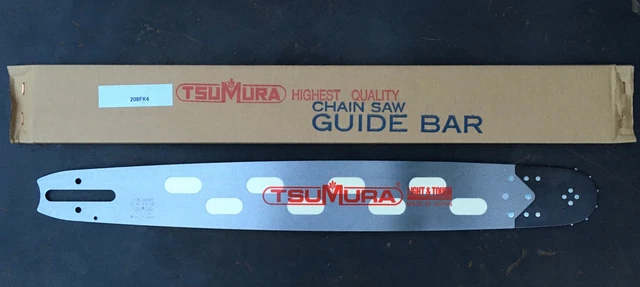 208FK4
TSUMURA HIGHEST QUALITY
CHAIN SAW
GUIDE BAR
TSUMURA LIGHT & TOUGH